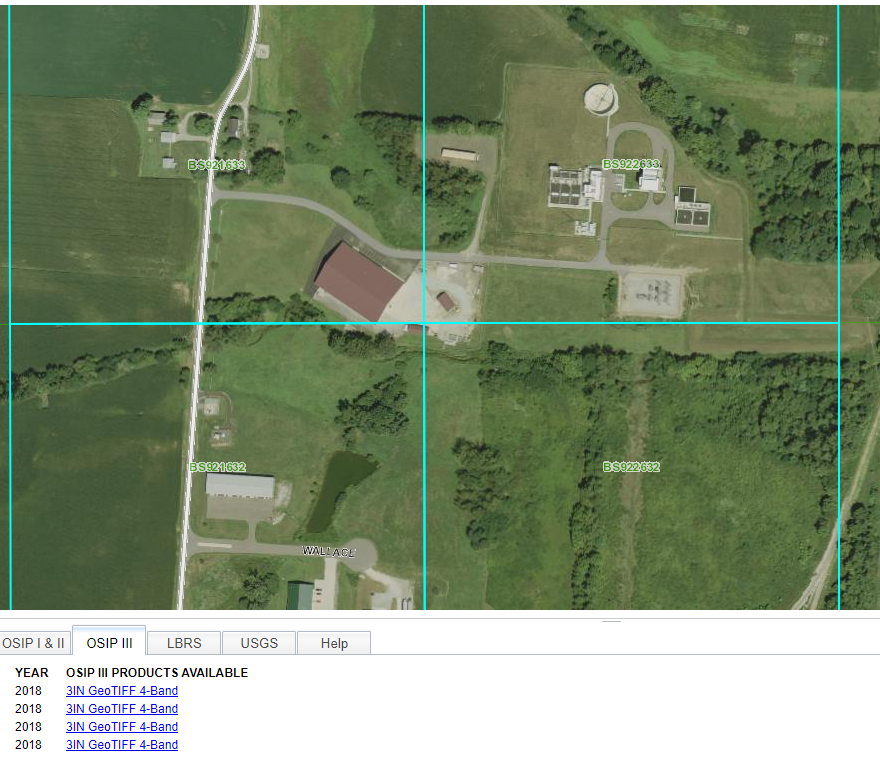 BS921633
BS922633
BS921632
BS922632
WALLACE
OSIP I & II
OSIP III
LBRS
USGS
Help
YEAR OSIP III PRODUCTS AVAILABLE
2018 3IN GeoTIFF 4-Band
2018 3IN GeoTIFF 4-Band
2018 3IN GeoTIFF 4-Band
2018 3IN GeoTIFF 4-Band